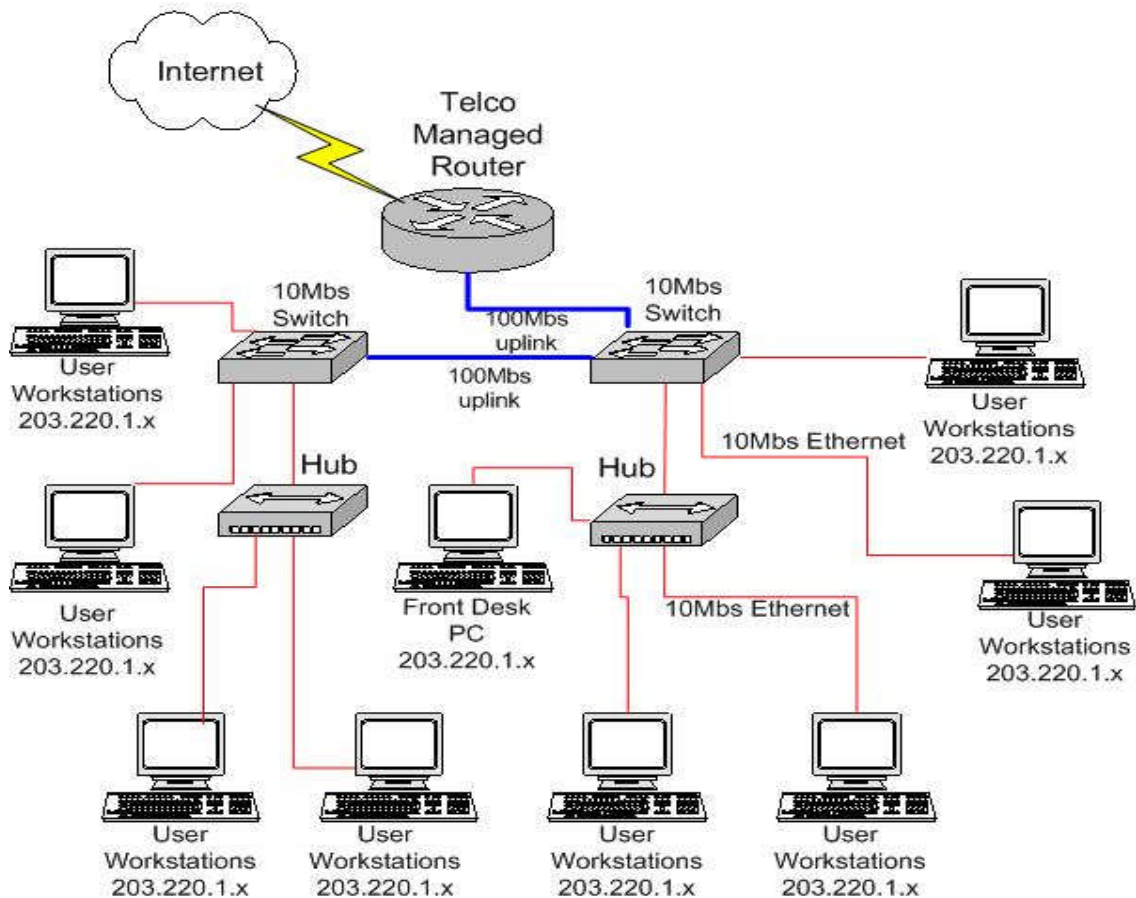 Internet
Telco
Managed
Router
10Mbs
Switch
100Mbs
uplink
10Mbs
Switch
100Mbs
uplink
User
Workstations
203.220.1.x
User
Workstations
203.220.1.x
10Mbs Ethernet
Hub
Hub
User
Workstations
203.220.1.x
Front Desk
PC
203.220.1.x
10Mbs Ethernet
User
Workstations
203.220.1.x
User
Workstations
203.220.1.x
User
Workstations
203.220.1.x
User
Workstations
203.220.1.x
User
Workstations
203.220.1.x